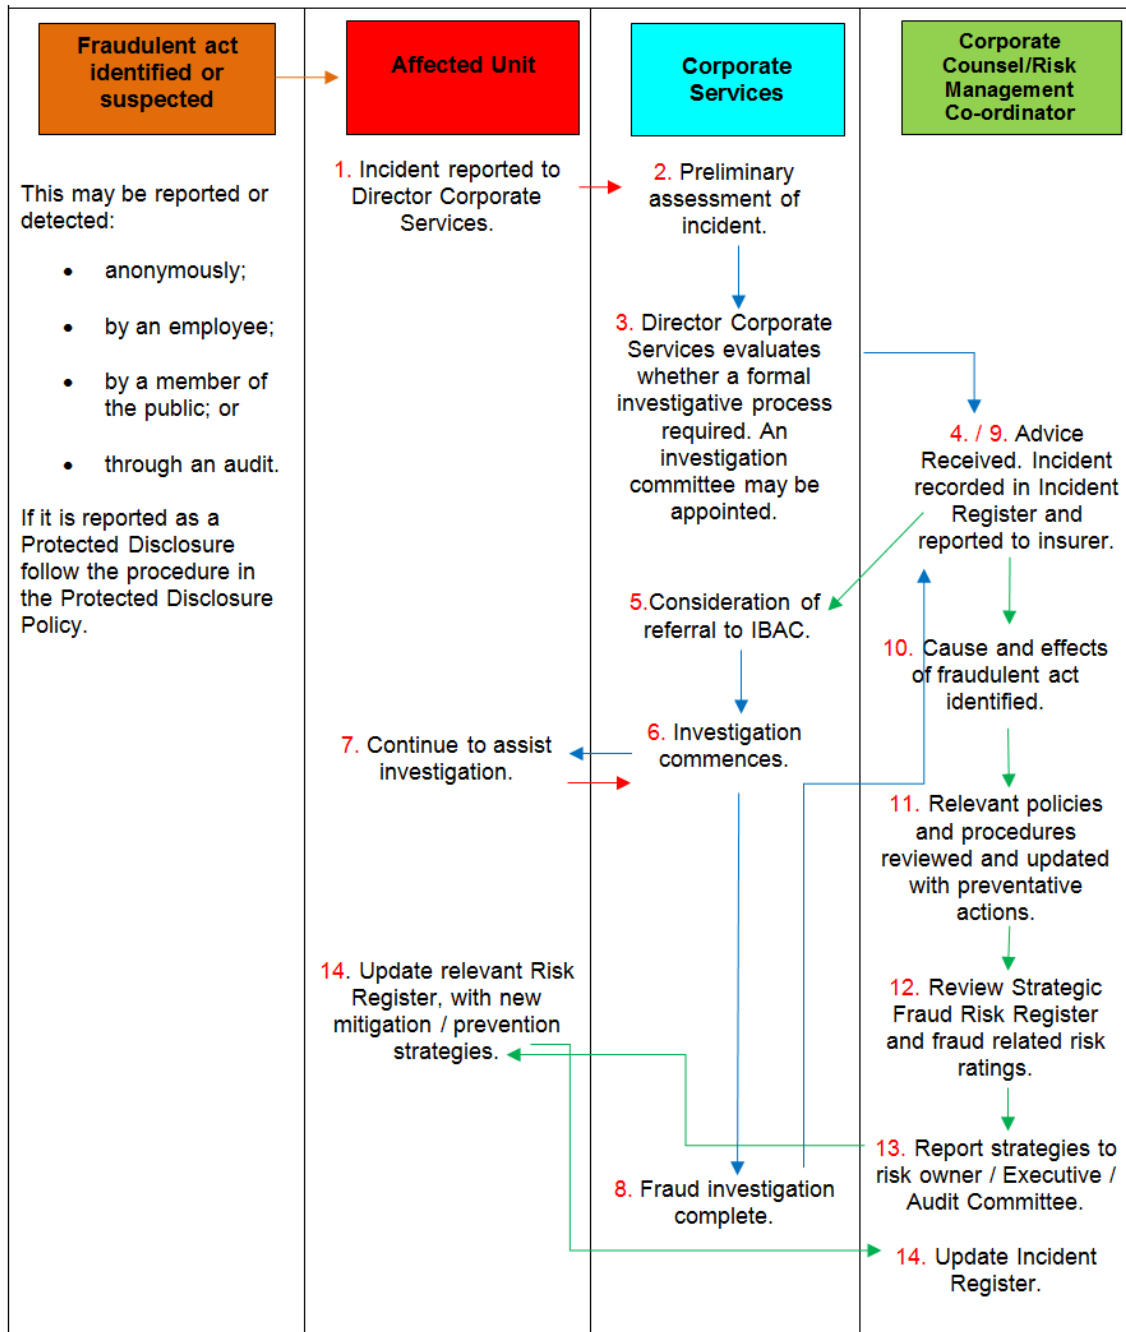 Fraudulent act
identified or
suspected
This may be reported or
detected:
• anonymously;
• by an employee;
• by a member of
the public; or
• through an audit.
If it is reported as a
Protected Disclosure
follow the procedure in
the Protected Disclosure
Policy.
Affected Unit
1. Incident reported to
Director Corporate
Services.
7. Continue to assist
investigation.
14. Update relevant Risk
Register, with new
mitigation / prevention
strategies.
Corporate
Services
2. Preliminary
assessment of
incident.
3. Director Corporate
Services evaluates
whether a formal
investigative process
required. An
investigation
committee may be
appointed.
5.Consideration of
referral to IBAC.
6. Investigation
commences.
8. Fraud investigation
complete.
Corporate
Counsel/Risk
Management
Co-ordinator
4. / 9. Advice
Received. Incident
recorded in Incident
Register and
reported to insurer.
10. Cause and effects
of fraudulent act
identified.
11. Relevant policies
and procedures
reviewed and updated
with preventative
actions.
12. Review Strategic
Fraud Risk Register
and fraud related risk
ratings.
13. Report strategies to
risk owner / Executive /
Audit Committee.
14. Update Incident
Register.